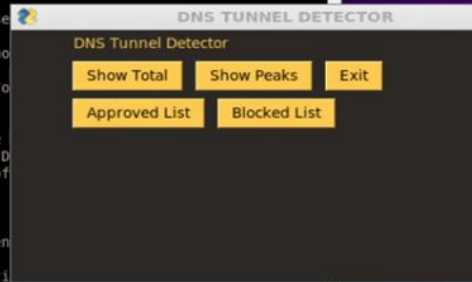 DNS TUNNEL DETECTOR
DNS Tunnel Detector
Show Total Show Peaks Exit
Approved List Blocked List